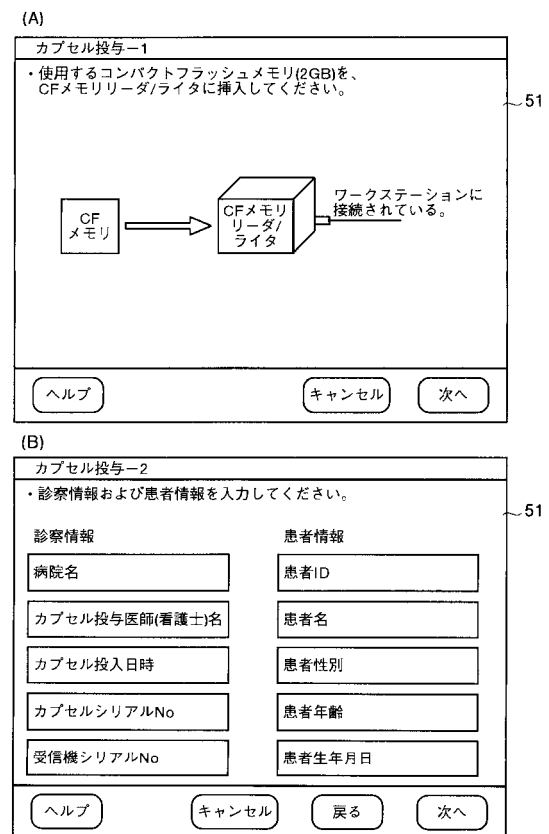 (A)
カプセル投与−1
・使用するコンパクトフラッシュメモリ(2GB)を、
CFメモリリーダ/ライタに挿入してください。
51
CF
メモリ
CFメモリ
リーダ/
ライタ
ワークステーションに
接続されている。
ヘルプ
キャンセル
次へ
(B)
カプセル投与−2
・診察情報および患者情報を入力してください。
51
診察情報
患者情報
病院名
患者ID
カプセル投与医師(看護士)名
患者名
カプセル投入日時
患者性別
カプセルシリアルNo
患者年齢
受信機シリアルNo
患者生年月日
ヘルプ
キャンセル
戻る
次へ